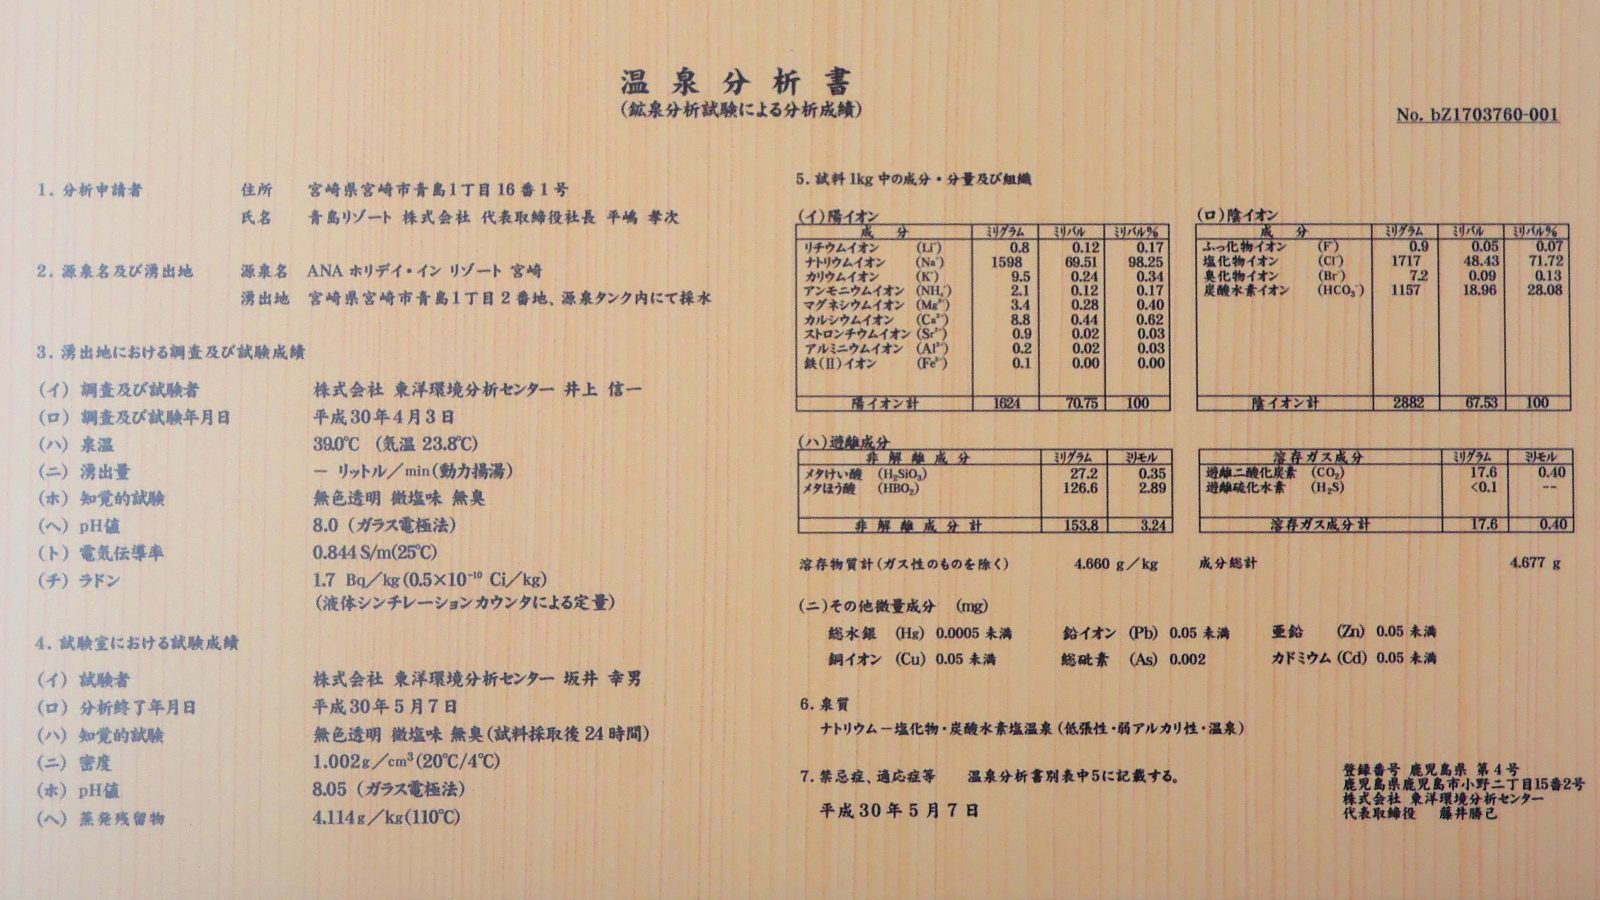 温泉分析書
(鉱泉分析試験による分析成績)
No. bZ1703760-001
1. 分析申請者 住所 宮崎県宮崎市青島1丁目16番1号
氏名 青島リゾート 株式会社 代表取締役社長 平嶋 孝次
2. 源泉名及び湧出地 源泉名 ANA ホリデイ・イン リゾート 宮崎
湧出地 宮崎県宮崎市青島1丁目2番地、源泉タンク内にて採水
3. 湧出地における調査及び試験成績
(イ) 調査及び試験者 株式会社 東洋環境分析センター 井上 信一
(ロ) 調査及び試験年月日 平成30年4月3日
(ハ) 泉温 39.0℃ (気温 23.8℃)
(ニ) 湧出量 － リットル／min(動力揚湯)
(ホ) 知覚的試験 無色透明 微塩味 無臭
(ヘ) pH値 8.0 (ガラス電極法)
(ト) 電気伝導率 0.844 S/m(25℃)
(チ) ラドン 1.7 Bq／kg(0.5×10⁻¹⁰ Ci／kg)
(液体シンチレーションカウンタによる定量)
4. 試験室における試験成績
(イ) 試験者 株式会社 東洋環境分析センター 坂井 幸男
(ロ) 分析終了年月日 平成30年5月7日
(ハ) 知覚的試験 無色透明 微塩味 無臭(試料採取後24時間)
(ニ) 密度 1.002g／cm³(20℃/4℃)
(ホ) pH値 8.05 (ガラス電極法)
(ヘ) 蒸発残留物 4.114g／kg(110℃)
5. 試料1kg中の成分・分量及び組織
(イ)陽イオン
成分 ミリグラム ミリバル ミリバル%
リチウムイオン (Li⁺) 0.8 0.12 0.17
ナトリウムイオン (Na⁺) 1598 69.51 98.25
カリウムイオン (K⁺) 9.5 0.24 0.34
アンモニウムイオン (NH₄⁺) 2.1 0.12 0.17
マグネシウムイオン (Mg²⁺) 3.4 0.28 0.40
カルシウムイオン (Ca²⁺) 8.8 0.44 0.62
ストロンチウムイオン (Sr²⁺) 0.9 0.02 0.03
アルミニウムイオン (Al³⁺) 0.2 0.02 0.03
鉄(II)イオン (Fe²⁺) 0.1 0.00 0.00
陽イオン計 1624 70.75 100
(ロ)陰イオン
成分 ミリグラム ミリバル ミリバル%
ふっ化物イオン (F⁻) 0.9 0.05 0.07
塩化物イオン (Cl⁻) 1717 48.43 71.72
臭化物イオン (Br⁻) 7.2 0.09 0.13
炭酸水素イオン (HCO₃⁻) 1157 18.96 28.08
陰イオン計 2882 67.53 100
(ハ)遊離成分
非解離成分 ミリグラム ミリモル
メタけい酸 (H₂SiO₃) 27.2 0.35
メタほう酸 (HBO₂) 126.6 2.89
非解離成分計 153.8 3.24
溶存ガス成分 ミリグラム ミリモル
遊離二酸化炭素 (CO₂) 17.6 0.40
遊離硫化水素 (H₂S) <0.1 --
溶存ガス成分計 17.6 0.40
溶存物質計(ガス性のものを除く) 4.660 g／kg
成分総計 4.677 g
(ニ)その他微量成分 (mg)
総水銀 (Hg) 0.0005 未満 鉛イオン (Pb) 0.05 未満 亜鉛 (Zn) 0.05 未満
銅イオン (Cu) 0.05 未満 総砒素 (As) 0.002 カドミウム (Cd) 0.05 未満
6. 泉質
ナトリウム－塩化物・炭酸水素塩温泉 (低張性・弱アルカリ性・温泉)
7. 禁忌症、適応症等 温泉分析書別表中5に記載する。
平成30年5月7日
登録番号 鹿児島県 第4号
鹿児島県鹿児島市小野二丁目15番2号
株式会社 東洋環境分析センター
代表取締役 藤井勝己